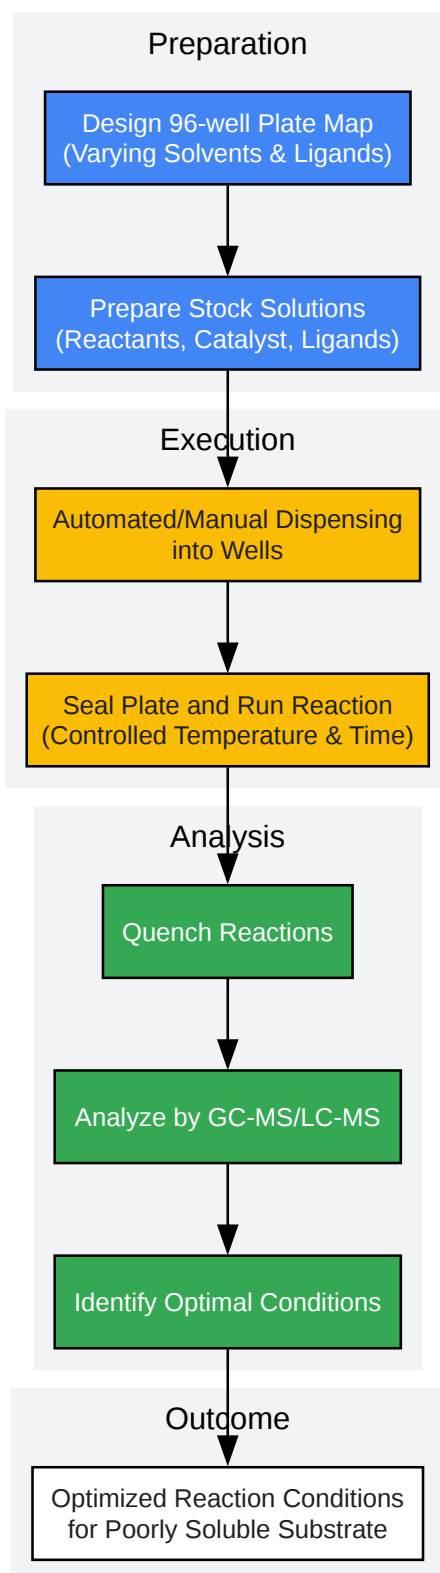 Preparation
Design 96-well Plate Map
(Varying Solvents & Ligands)
Prepare Stock Solutions
(Reactants, Catalyst, Ligands)
Execution
Automated/Manual Dispensing
into Wells
Seal Plate and Run Reaction
(Controlled Temperature & Time)
Analysis
Quench Reactions
Analyze by GC-MS/LC-MS
Identify Optimal Conditions
Outcome
Optimized Reaction Conditions
for Poorly Soluble Substrate